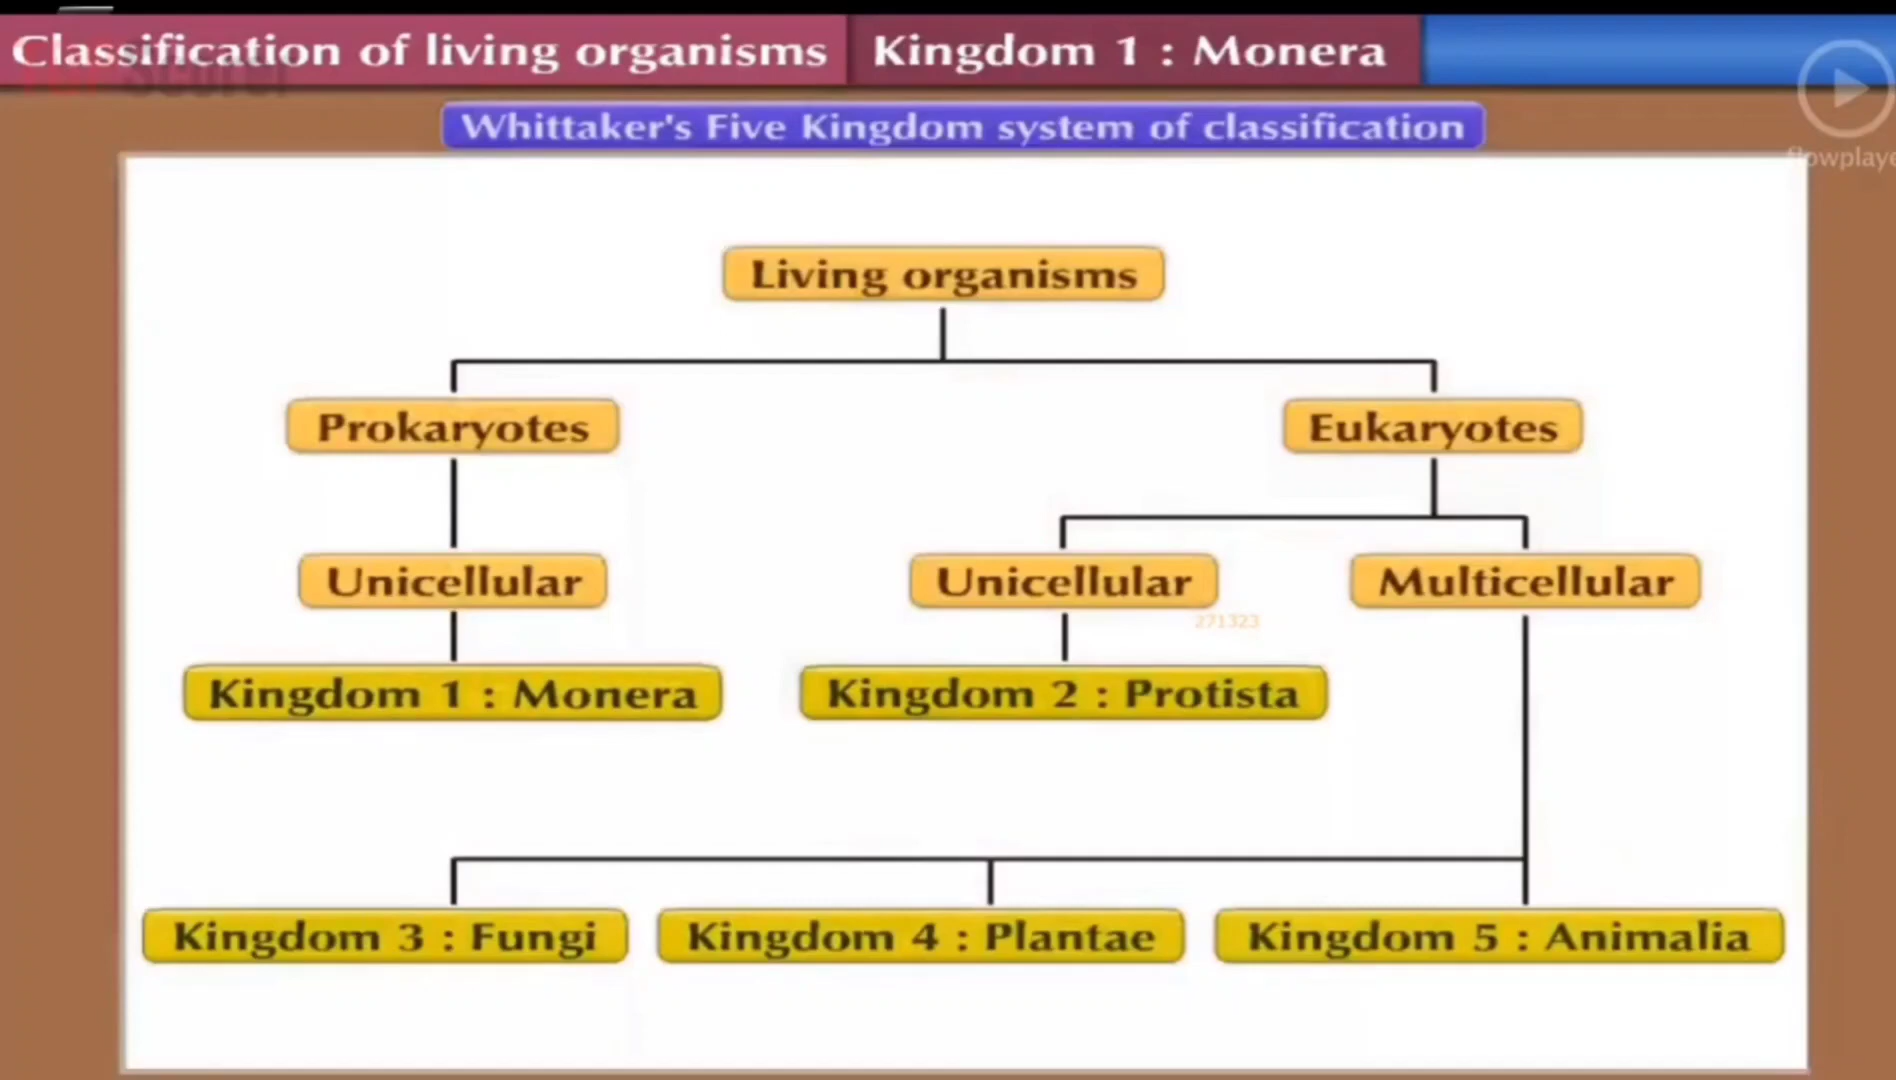 Classification of living organisms Kingdom 1 : Monera
Whittaker's Five Kingdom system of classification
Living organisms
Prokaryotes Eukaryotes
Unicellular Unicellular Multicellular
271323
Kingdom 1 : Monera Kingdom 2 : Protista
Kingdom 3 : Fungi Kingdom 4 : Plantae Kingdom 5 : Animalia